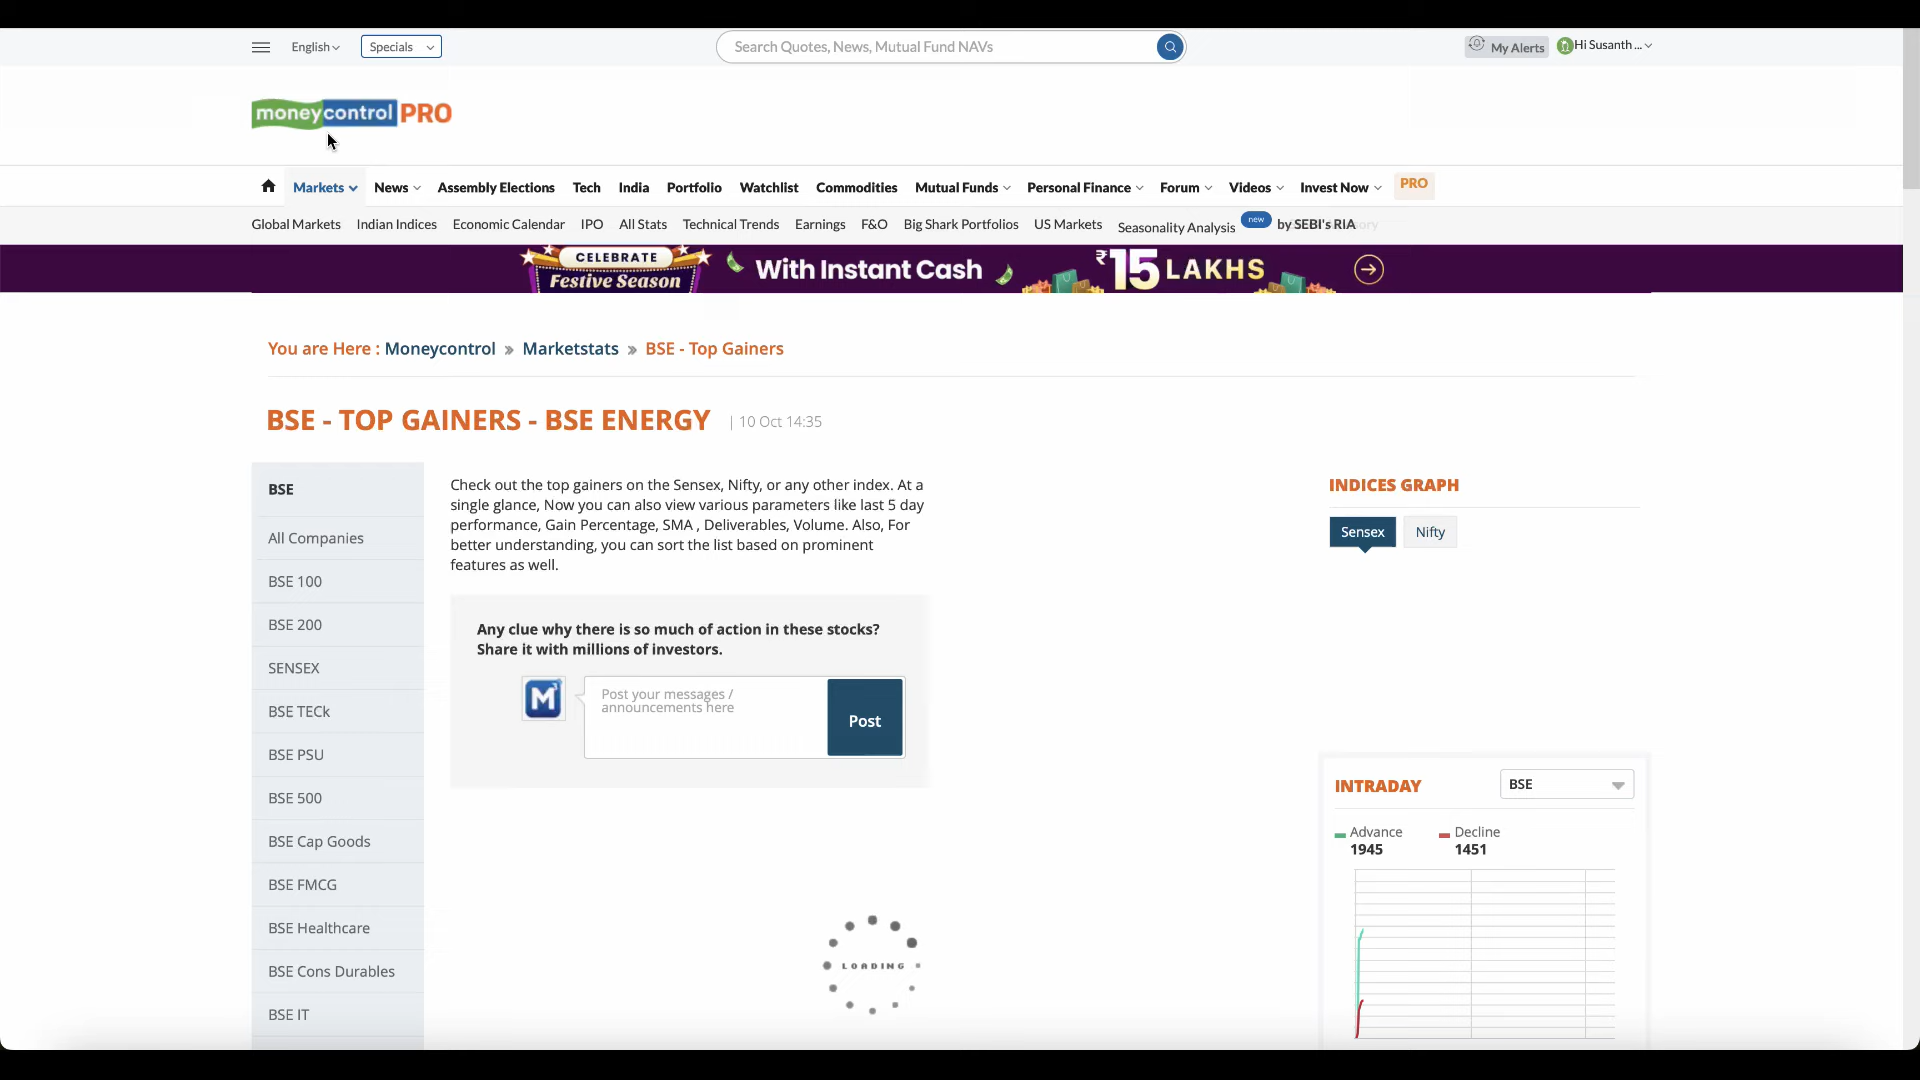 English
Specials
Search Quotes, News, Mutual Fund NAVs
My Alerts
Hi Susanth ...
moneycontrol PRO
Markets
News
Assembly Elections
Tech
India
Portfolio
Watchlist
Commodities
Mutual Funds
Personal Finance
Forum
Videos
Invest Now
PRO
Global Markets
Indian Indices
Economic Calendar
IPO
All Stats
Technical Trends
Earnings
F&O
Big Shark Portfolios
US Markets
Seasonality Analysis
new
by SEBI's RIA
CELEBRATE
Festive Season
With Instant Cash
₹15 LAKHS
You are Here : Moneycontrol » Marketstats » BSE - Top Gainers
BSE - TOP GAINERS - BSE ENERGY | 10 Oct 14:35
BSE
All Companies
BSE 100
BSE 200
SENSEX
BSE TECk
BSE PSU
BSE 500
BSE Cap Goods
BSE FMCG
BSE Healthcare
BSE Cons Durables
BSE IT
Check out the top gainers on the Sensex, Nifty, or any other index. At a
single glance, Now you can also view various parameters like last 5 day
performance, Gain Percentage, SMA , Deliverables, Volume. Also, For
better understanding, you can sort the list based on prominent
features as well.
Any clue why there is so much of action in these stocks?
Share it with millions of investors.
M
Post your messages /
announcements here
Post
LOADING
INDICES GRAPH
Sensex
Nifty
INTRADAY
BSE
Advance
1945
Decline
1451